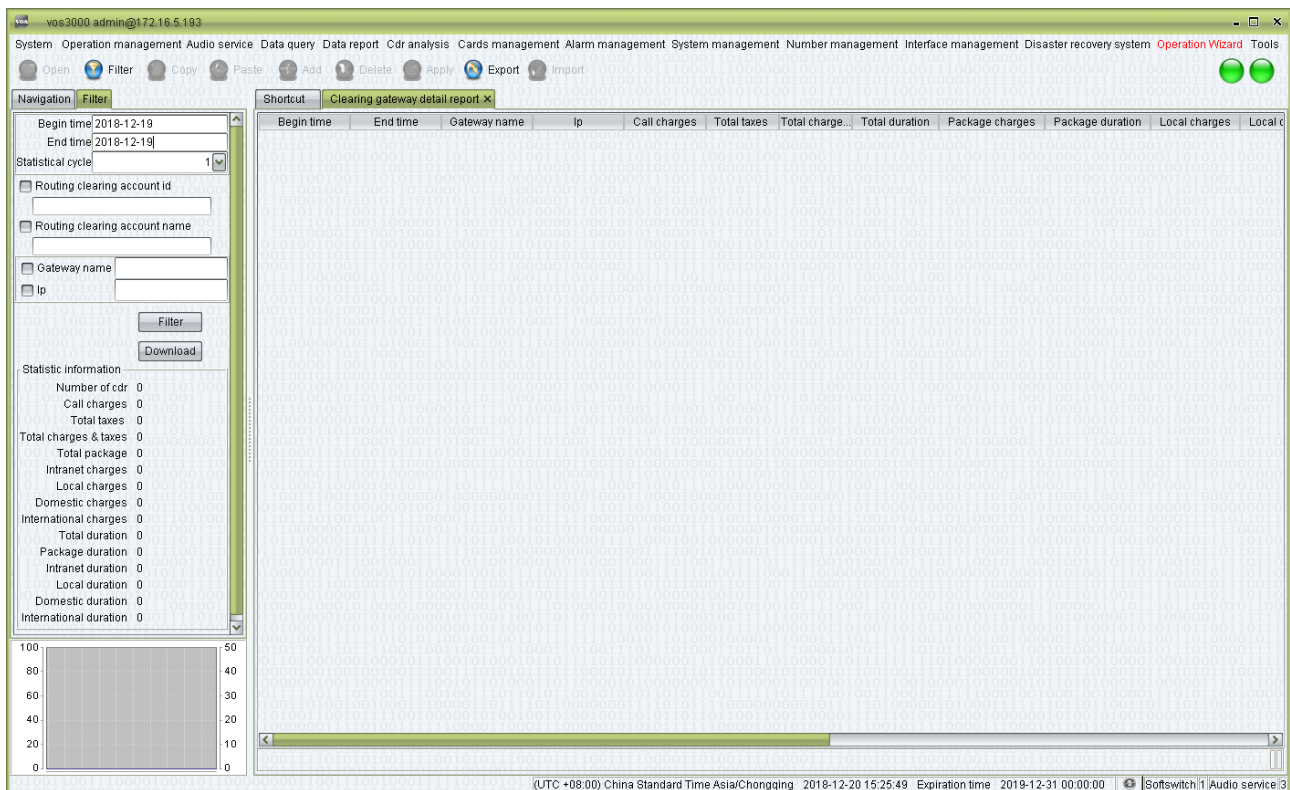 vos vos3000 admin@172.16.5.193
System Operation management Audio service Data query Data report Cdr analysis Cards management Alarm management System management Number management Interface management Disaster recovery system Operation Wizard Tools
Open Filter Copy Paste Add Delete Apply Export Import
Navigation Filter
Shortcut Clearing gateway detail report ×
Begin time 2018-12-19
End time 2018-12-19
Statistical cycle 1
Routing clearing account id
Routing clearing account name
Gateway name
Ip
Filter
Download
Statistic information
Number of cdr 0
Call charges 0
Total taxes 0
Total charges & taxes 0
Total package 0
Intranet charges 0
Local charges 0
Domestic charges 0
International charges 0
Total duration 0
Package duration 0
Intranet duration 0
Local duration 0
Domestic duration 0
International duration 0
100 50
80 40
60 30
40 20
20 10
0 0
Begin time End time Gateway name Ip Call charges Total taxes Total charge... Total duration Package charges Package duration Local charges Local
(UTC +08:00) China Standard Time Asia/Chongqing 2018-12-20 15:25:49 Expiration time 2019-12-31 00:00:00 Softswitch 1 Audio service 3